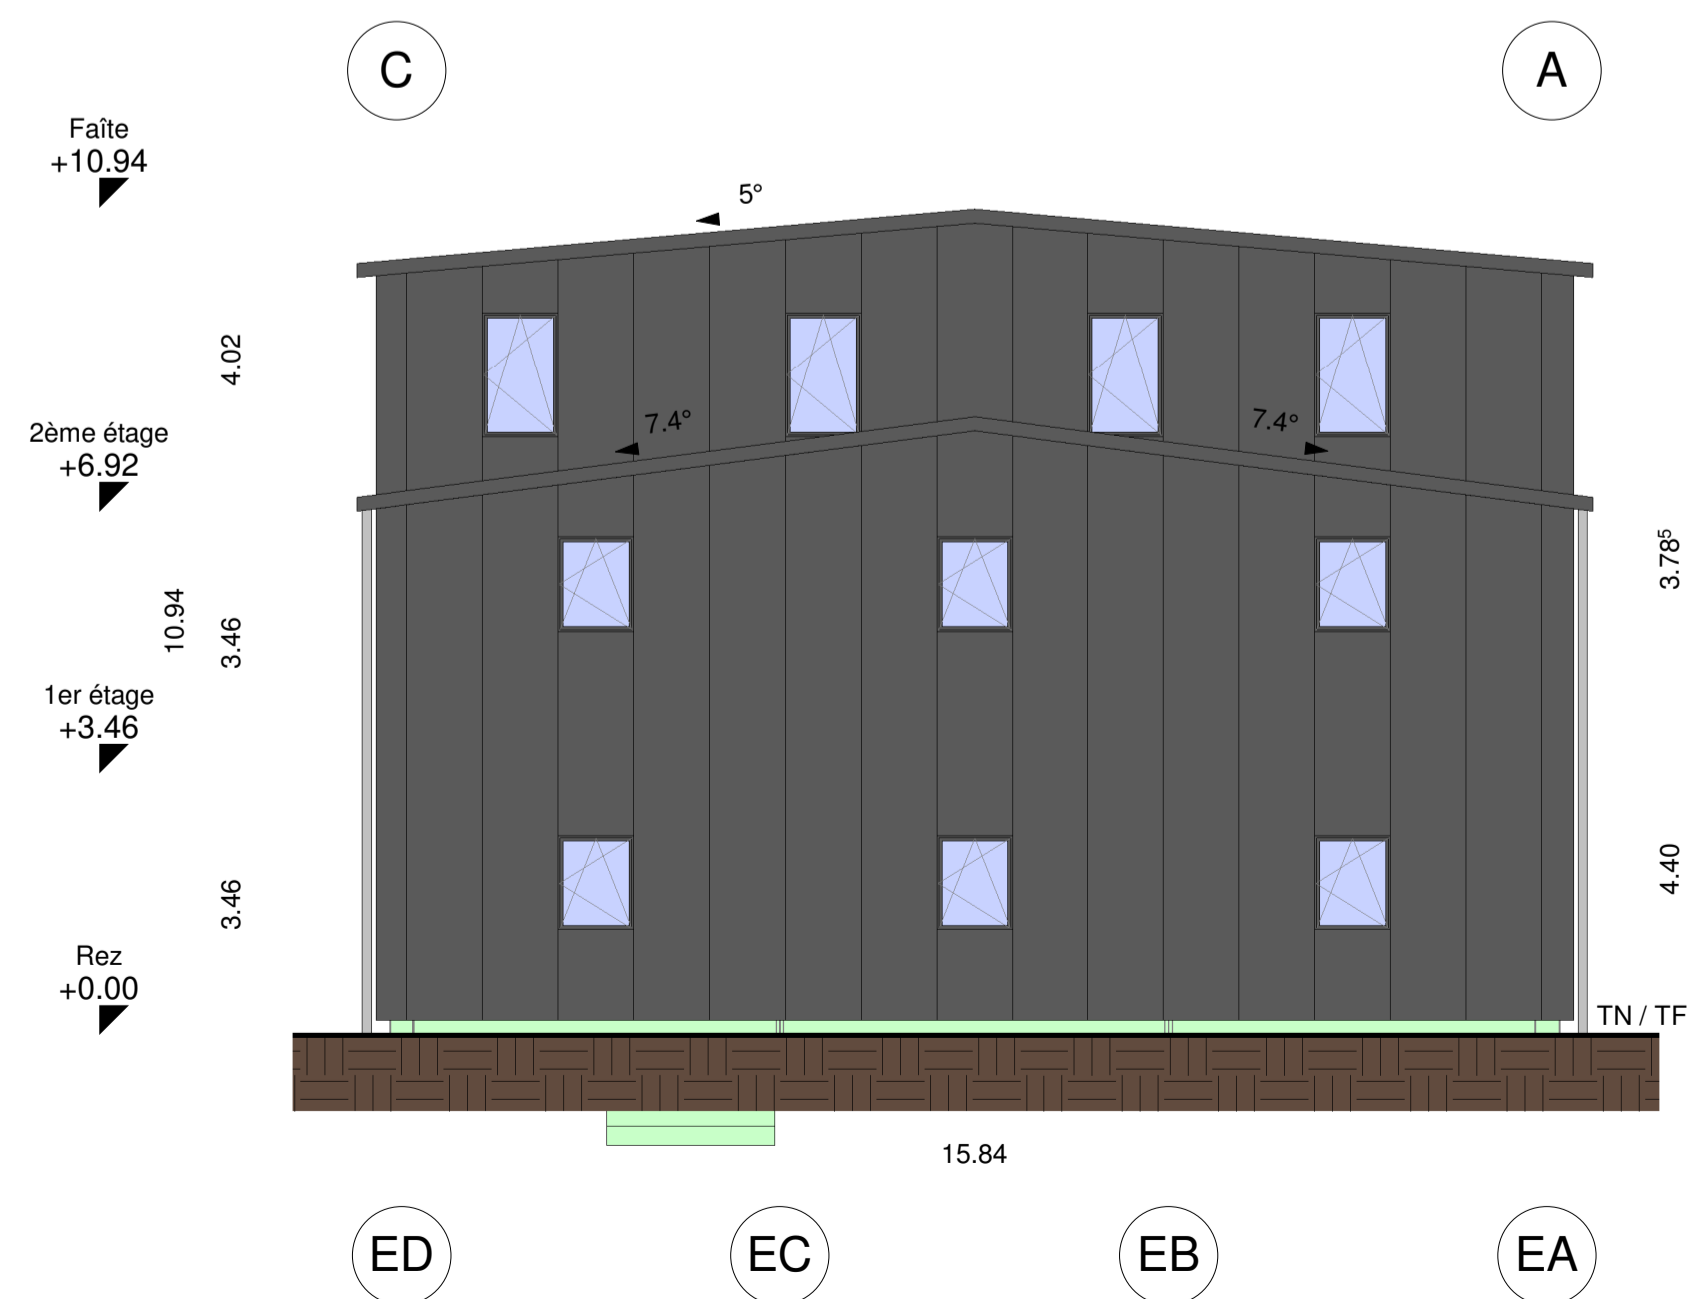 C
A
Faîte
+10.94
5°
4.02
7.4°
7.4°
2ème étage
+6.92
3.78⁵
10.94
3.46
1er étage
+3.46
4.40
3.46
Rez
+0.00
TN / TF
15.84
ED
EC
EB
EA